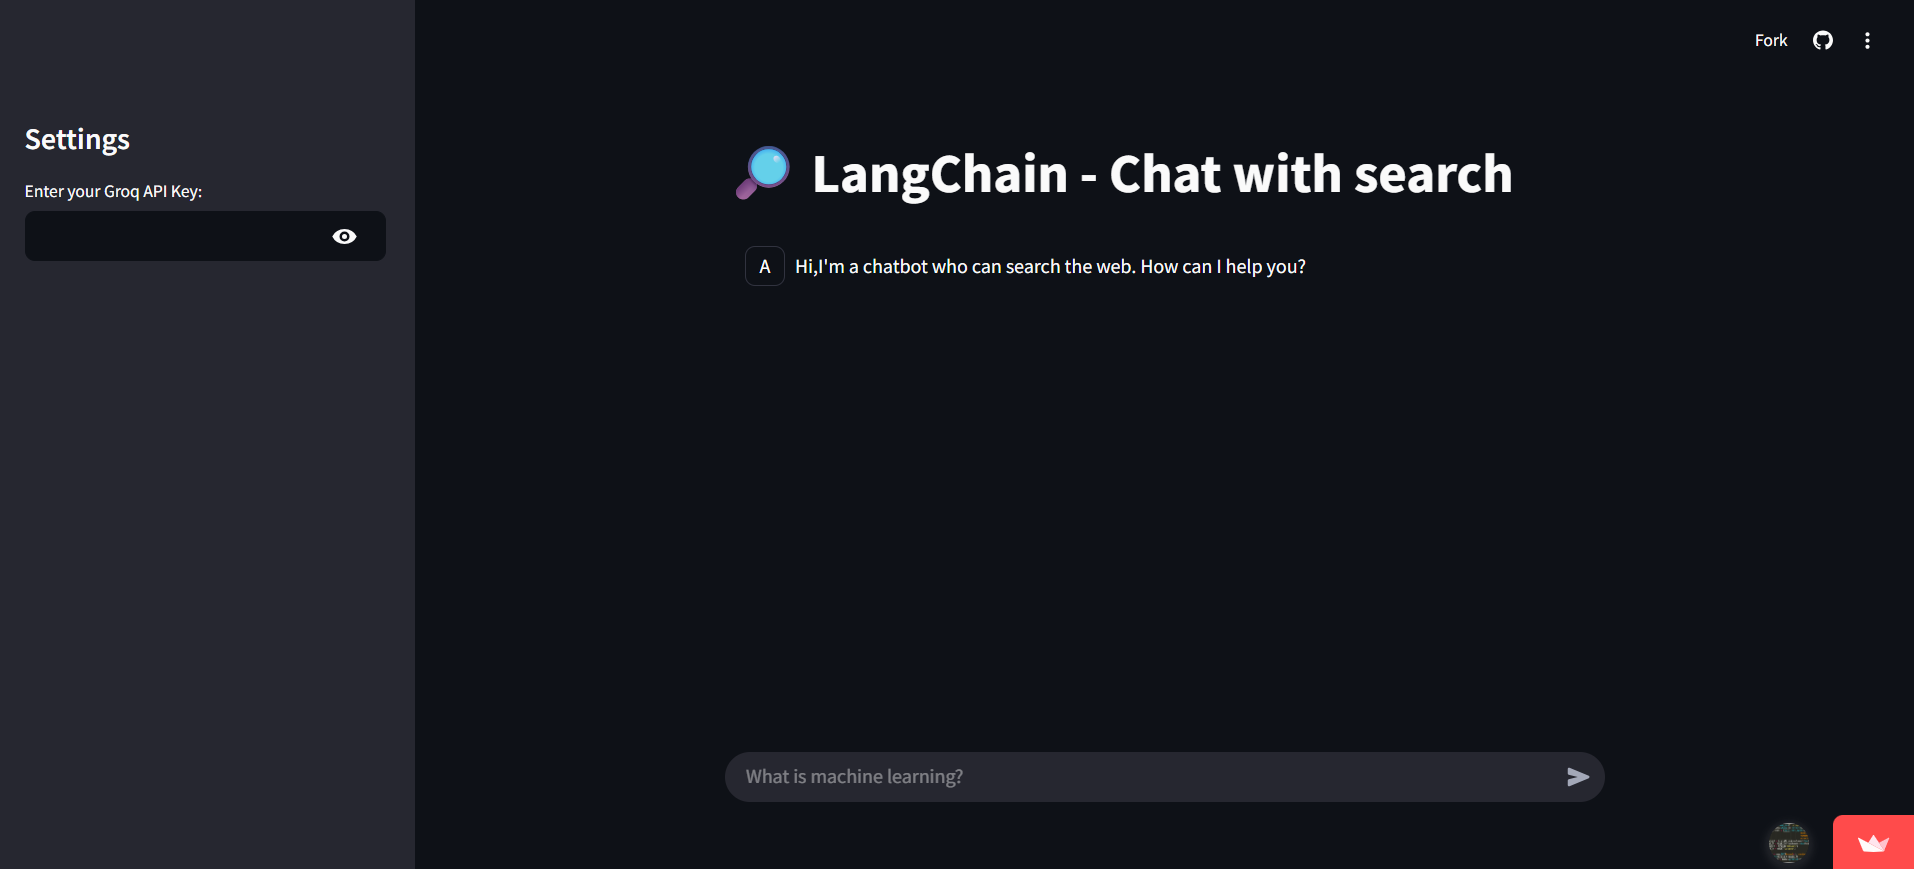 Fork
Settings
Enter your Groq API Key:
LangChain - Chat with search
A
Hi,I'm a chatbot who can search the web. How can I help you?
What is machine learning?